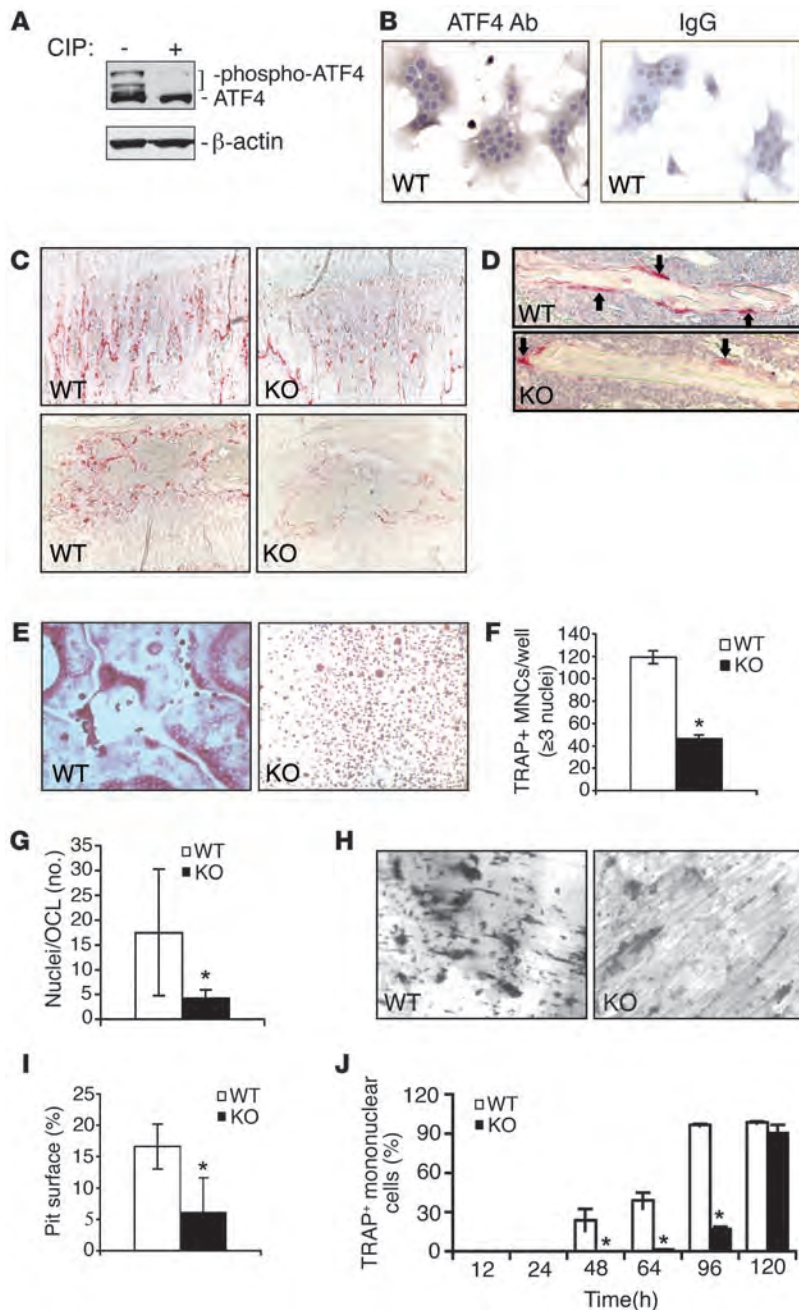 A
CIP: - +
-phospho-ATF4
- ATF4
-β-actin
B
ATF4 Ab
IgG
WT
WT
C
WT
KO
WT
KO
D
WT
KO
E
WT
KO
F
TRAP+ MNCs/well
(≥3 nuclei)
140
120
100
80
60
40
20
0
WT
KO
*
G
Nuclei/OCL (no.)
35
30
25
20
15
10
5
0
WT
KO
*
H
WT
KO
I
Pit surface (%)
25
20
15
10
5
0
WT
KO
*
J
TRAP⁺ mononuclear
cells (%)
120
90
60
30
0
WT
KO
* * *
12 24 48 64 96 120
Time(h)